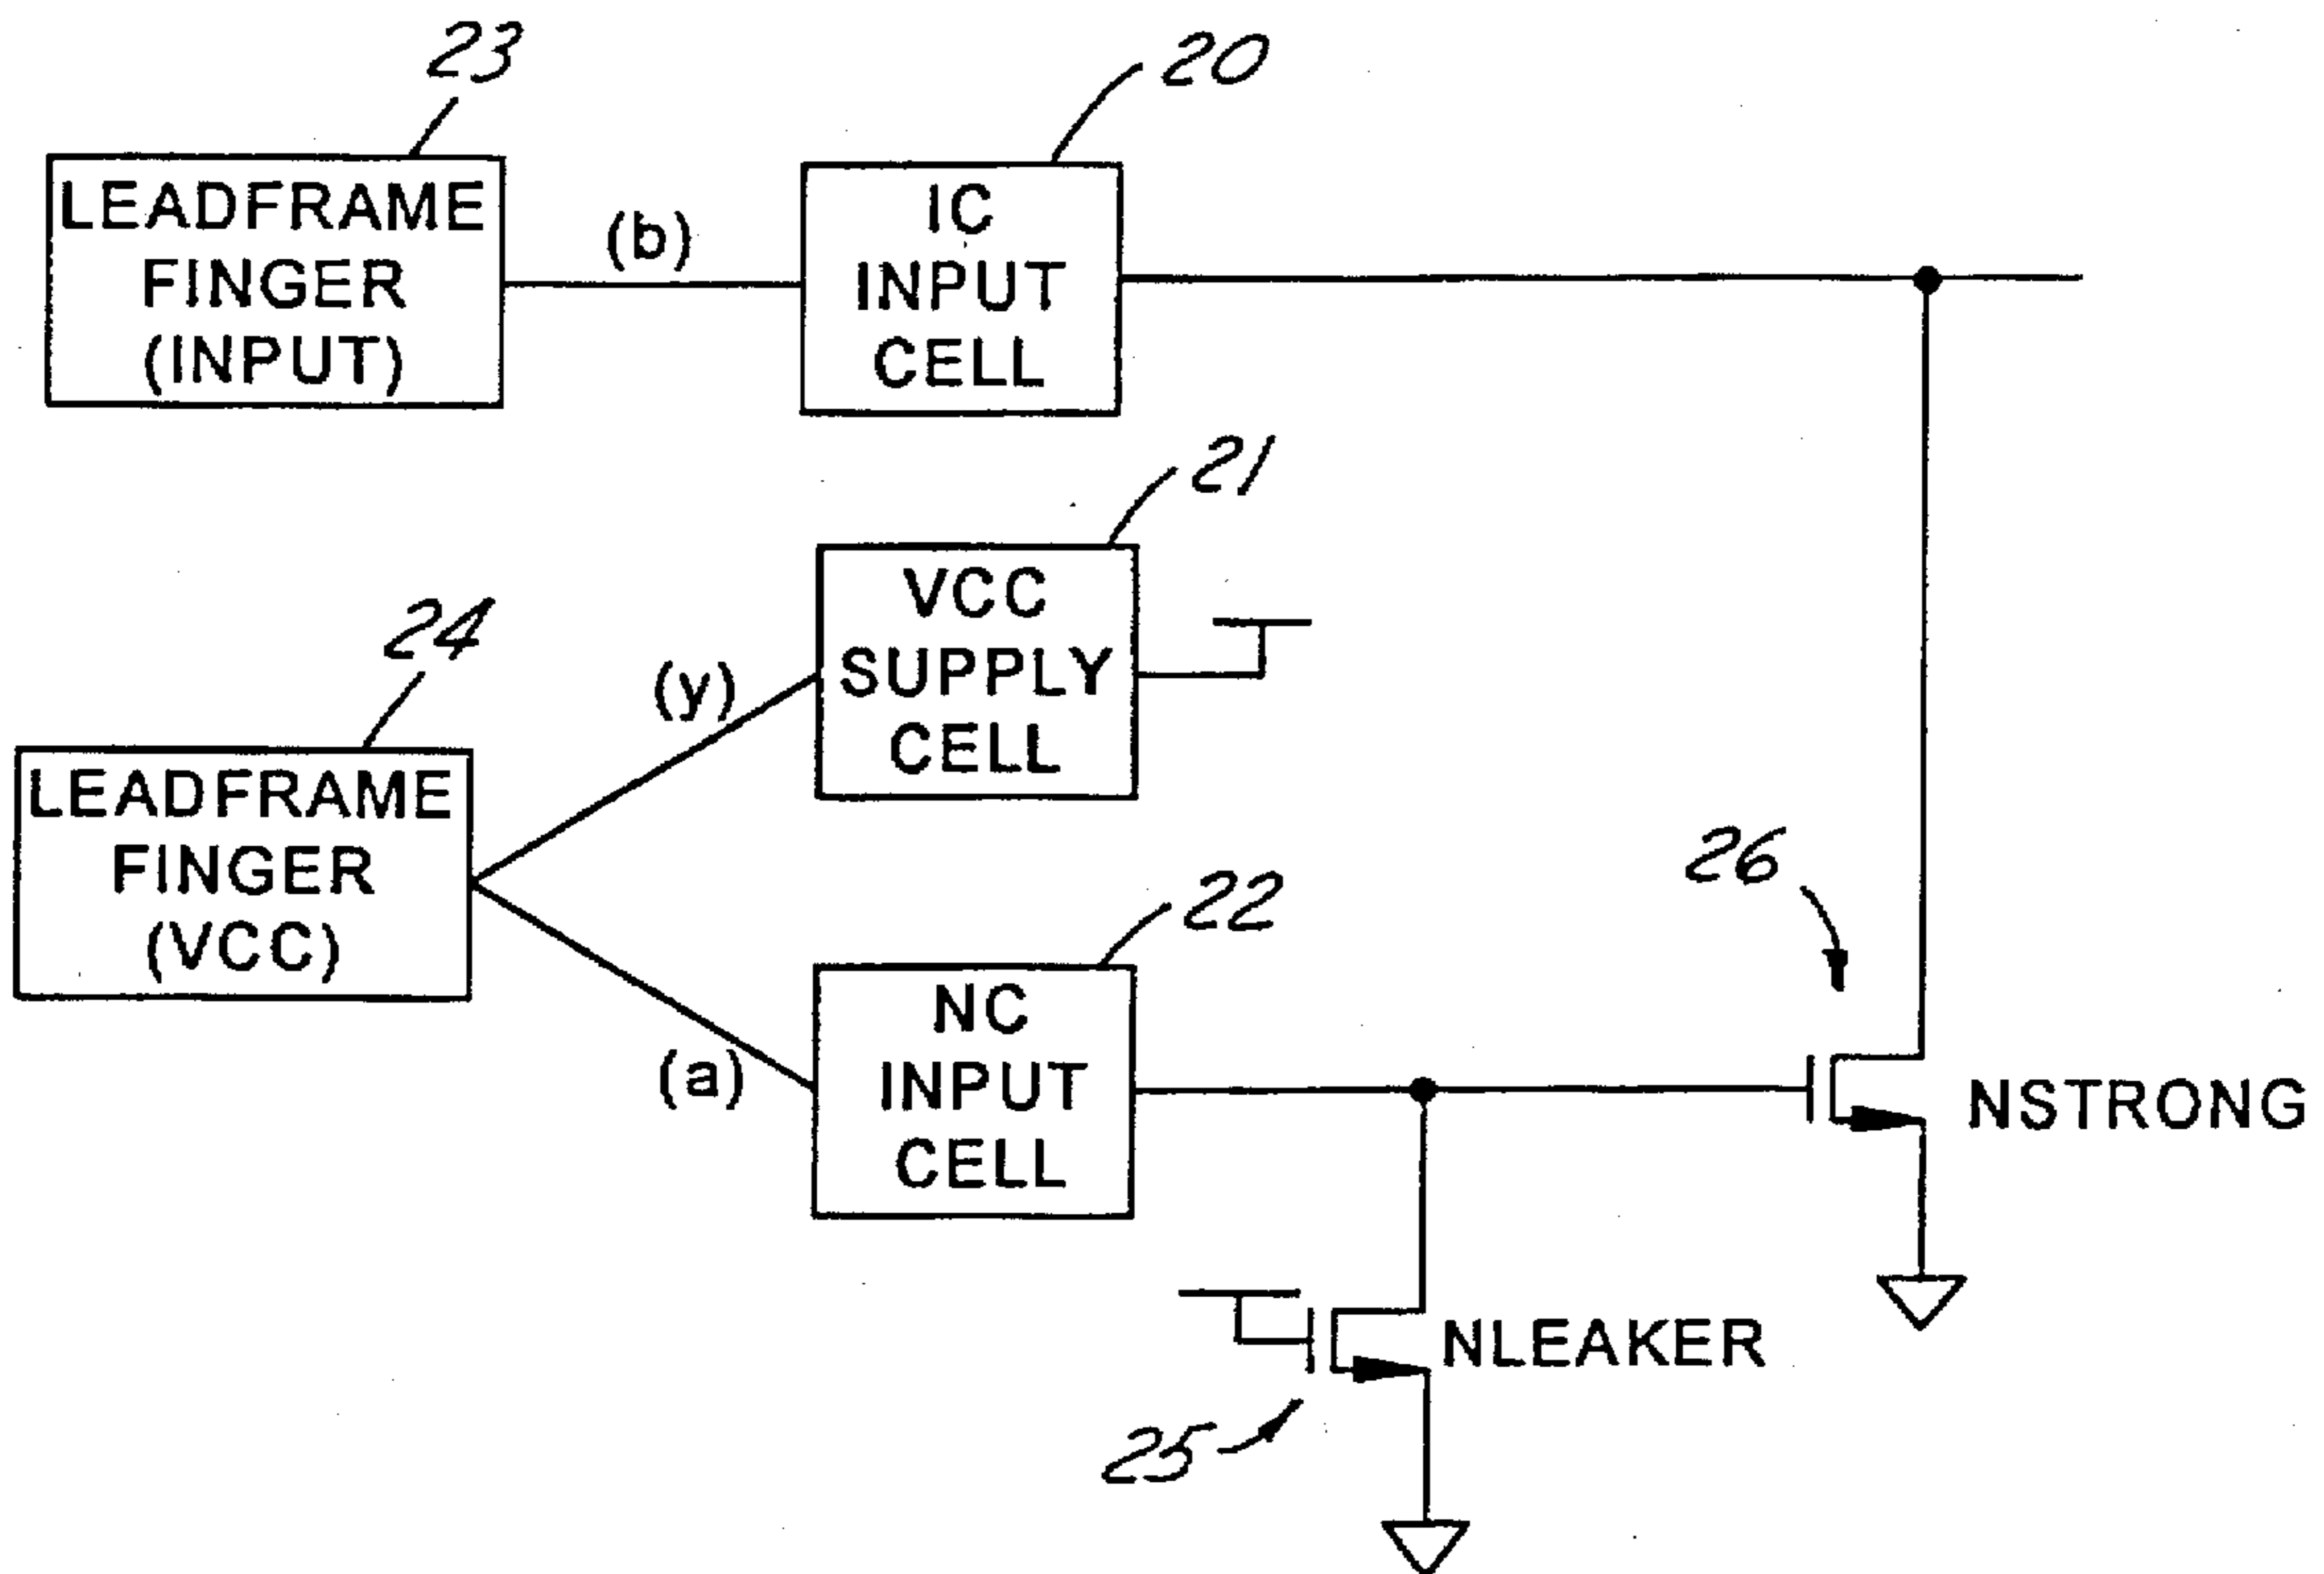 23
20
LEADFRAME
FINGER
(INPUT)
(b)
IC
INPUT
CELL
21
VCC
SUPPLY
CELL
24
(y)
LEADFRAME
FINGER
(VCC)
(a)
22
NC
INPUT
CELL
26
NSTRONG
NLEAKER
25